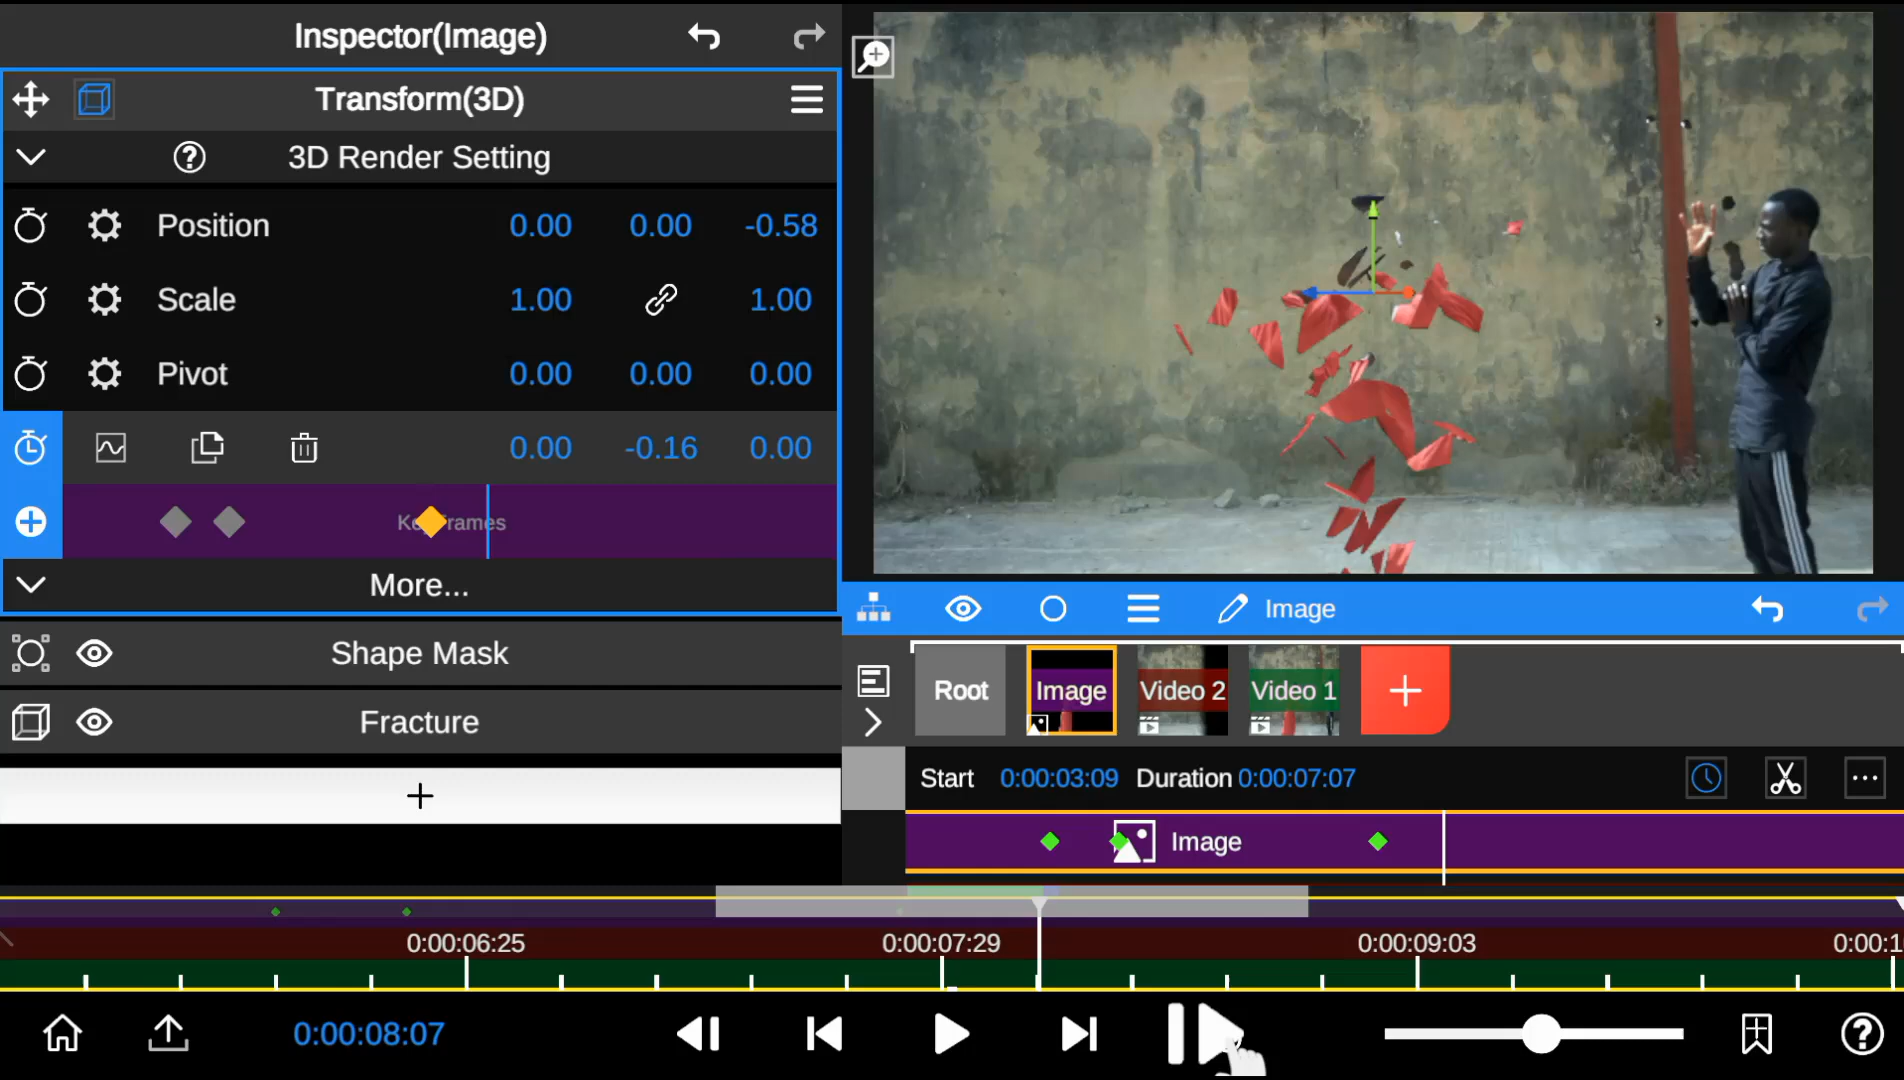 Inspector(Image)
Transform(3D)
3D Render Setting
Position 0.00 0.00 -0.58
Scale 1.00 1.00
Pivot 0.00 0.00 0.00
0.00 -0.16 0.00
More...
Shape Mask
Fracture
+
Image
Root Image Video 2 Video 1 +
Start 0:00:03:09 Duration 0:00:07:07
Image
0:00:06:25 0:00:07:29 0:00:09:03 0:00:1
0:00:08:07